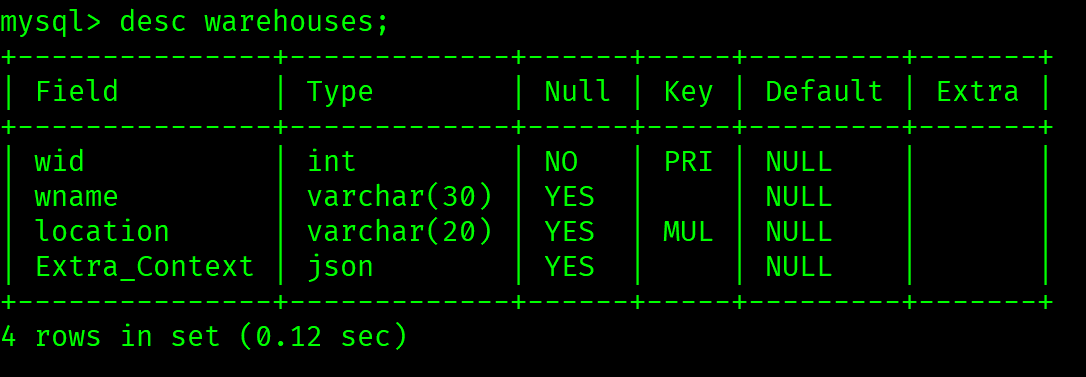 mysql> desc warehouses;
+---------------+-------------+------+-----+---------+-------+
| Field         | Type        | Null | Key | Default | Extra |
+---------------+-------------+------+-----+---------+-------+
| wid           | int         | NO   | PRI | NULL    |       |
| wname         | varchar(30) | YES  |     | NULL    |       |
| location      | varchar(20) | YES  | MUL | NULL    |       |
| Extra_Context | json        | YES  |     | NULL    |       |
+---------------+-------------+------+-----+---------+-------+
4 rows in set (0.12 sec)